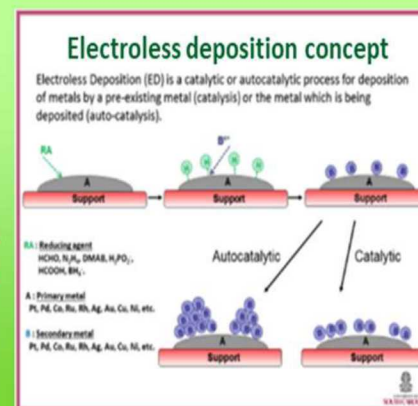 Electroless deposition concept
Electroless Deposition (ED) is a catalytic or autocatalytic process for deposition
of metals by a pre-existing metal (catalysis) or the metal which is being
deposited (auto-catalysis).
RA
A
Support
H H H H
A
Support
B B B B
A
Support
RA : Reducing agent
HCHO, N₂H₄, DMAB, H₂PO₂⁻,
HCOOH, BH₄⁻.
A : Primary metal
Pt, Pd, Co, Ru, Rh, Ag, Au, Cu, Ni, etc.
B : Secondary metal
Pt, Pd, Co, Ru, Rh, Ag, Au, Cu, Ni, etc.
Autocatalytic
Catalytic
A
Support
A
Support